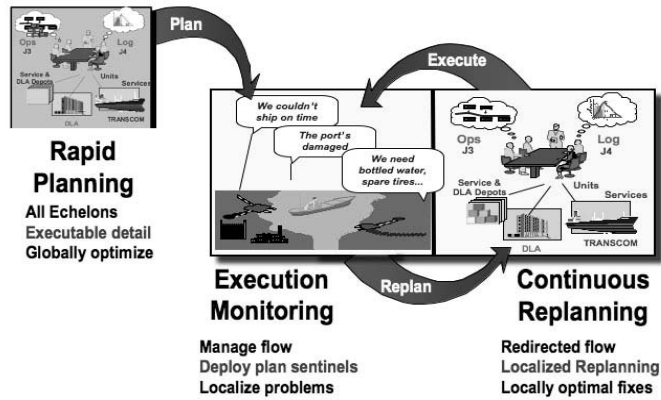 Plan
Ops
J3
Log
J4
Service &
DLA Depots
Units
Services
DLA
TRANSCOM
Rapid
Planning
All Echelons
Executable detail
Globally optimize
We couldn't
ship on time
The port's
damaged
We need
bottled water,
spare tires...
Execution
Monitoring
Manage flow
Deploy plan sentinels
Localize problems
Replan
Execute
Ops
J3
Log
J4
Service &
DLA Depots
Units
Services
DLA
TRANSCOM
Continuous
Replanning
Redirected flow
Localized Replanning
Locally optimal fixes